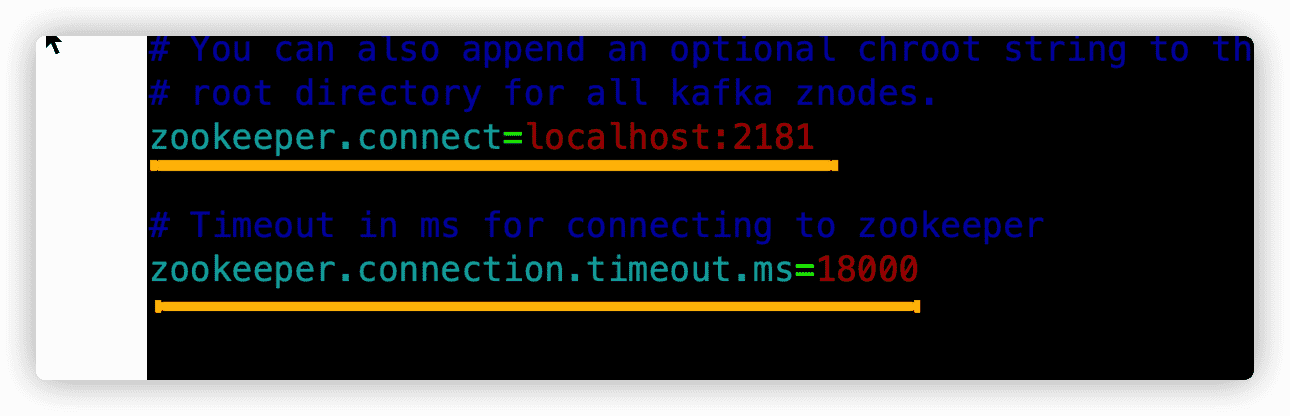 # You can also append an optional chroot string to th
# root directory for all kafka znodes.
zookeeper.connect=localhost:2181
# Timeout in ms for connecting to zookeeper
zookeeper.connection.timeout.ms=18000